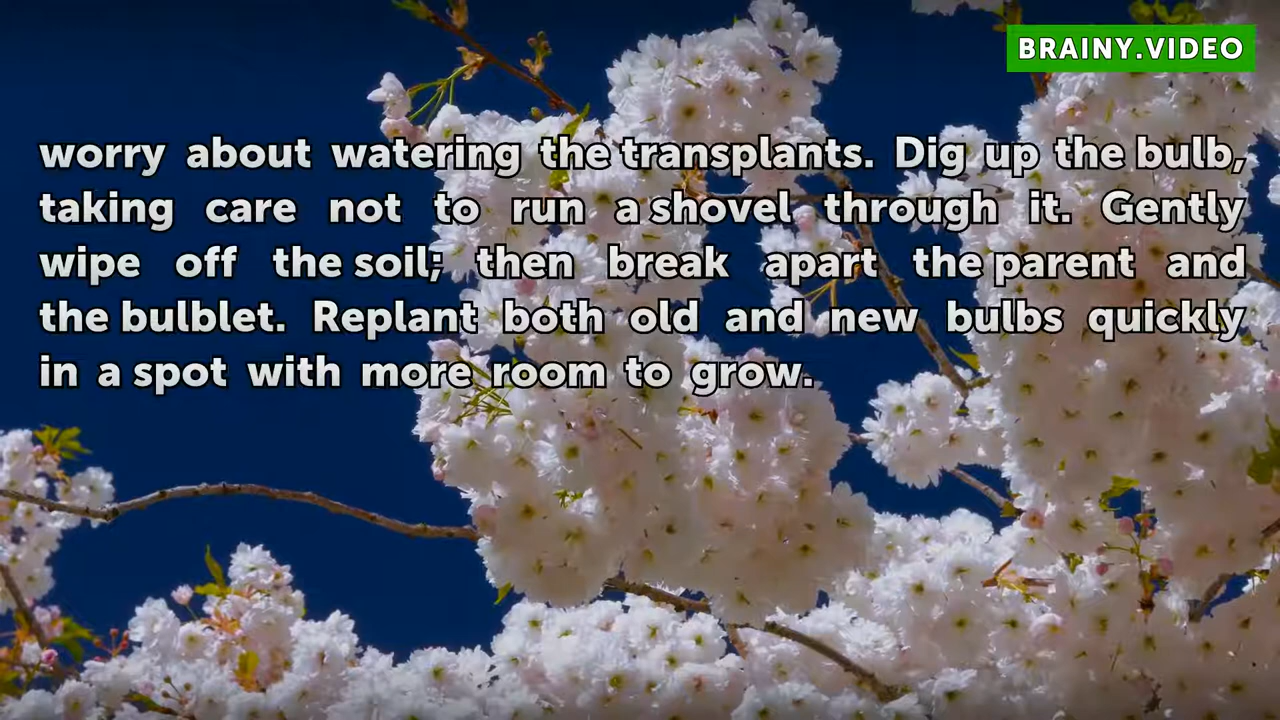 BRAINY.VIDEO
worry about watering the transplants. Dig up the bulb,
taking care not to run a shovel through it. Gently
wipe off the soil; then break apart the parent and
the bulblet. Replant both old and new bulbs quickly
in a spot with more room to grow.